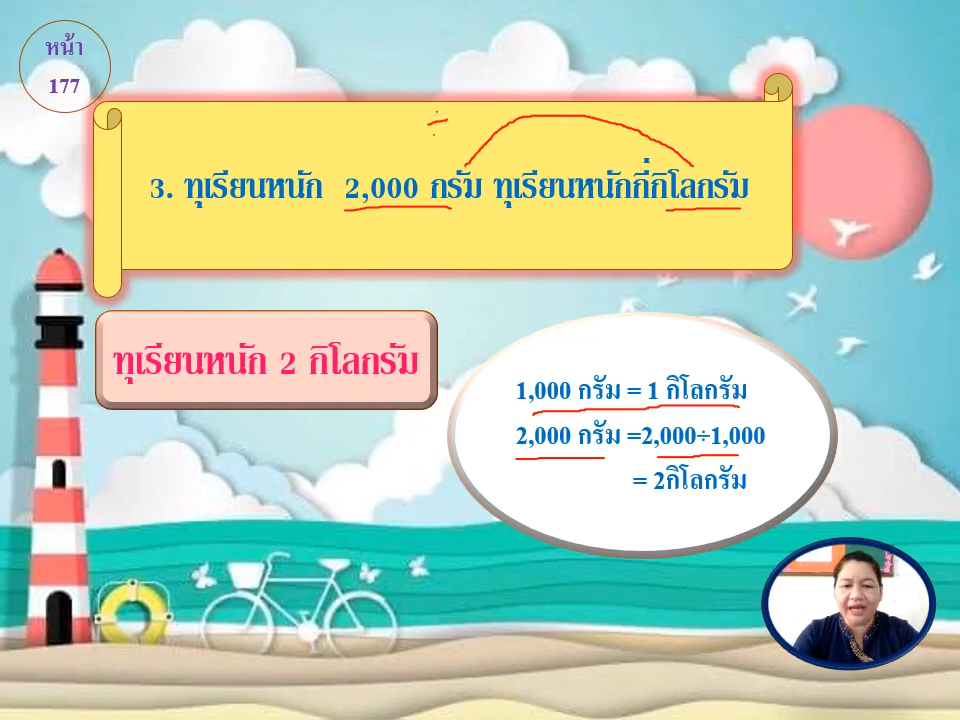 หน้า
177
3. ทุเรียนหนัก 2,000 กรัม ทุเรียนหนักกี่กิโลกรัม
ทุเรียนหนัก 2 กิโลกรัม
1,000 กรัม = 1 กิโลกรัม
2,000 กรัม =2,000÷1,000
= 2กิโลกรัม